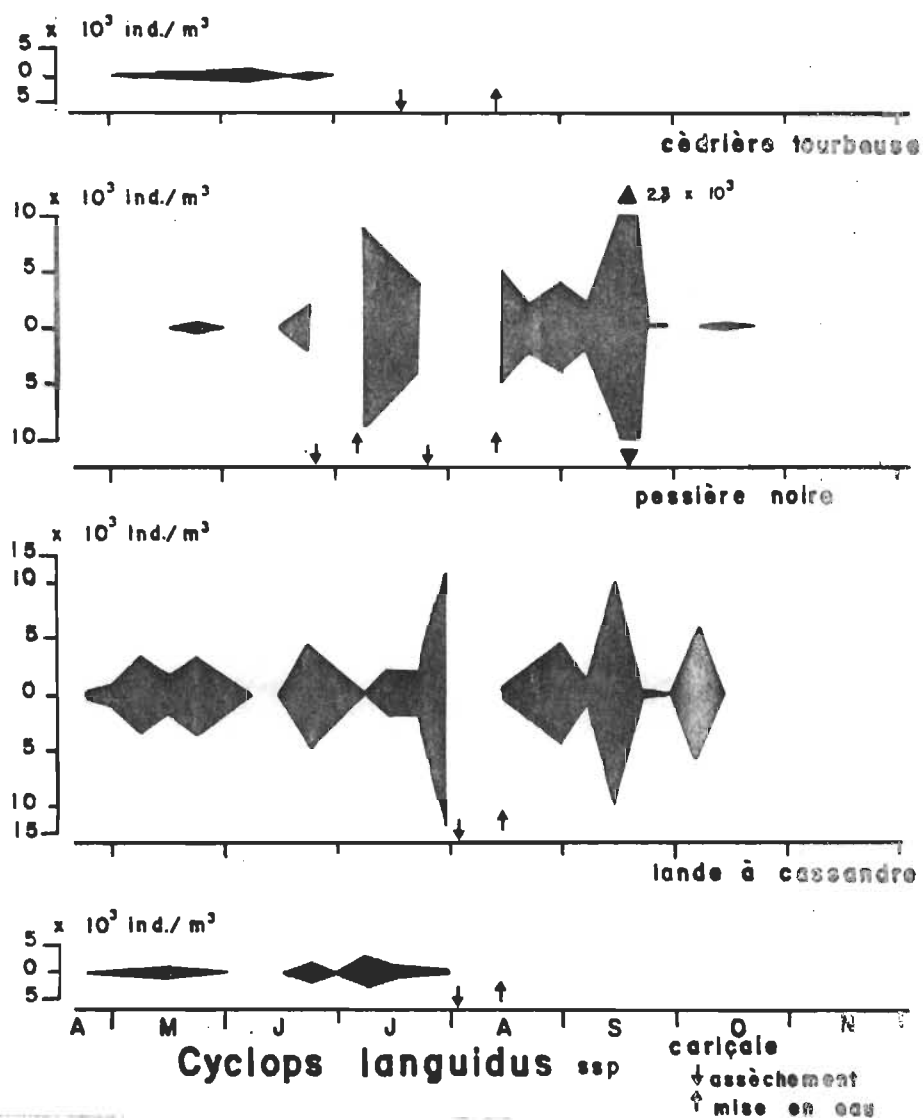 x 10³ ind./m³
5
0
5
cèdrière tourbeuse
x 10³ ind./m³
▲ 23 x 10³
10
5
0
5
10
pessière noire
x 10³ ind./m³
15
10
5
0
5
10
15
lande à cassandre
x 10³ ind./m³
5
0
5
A M J J A S O N
cariçaie
Cyclops languidus ssp
↓ assèchement
↑ mise en eau